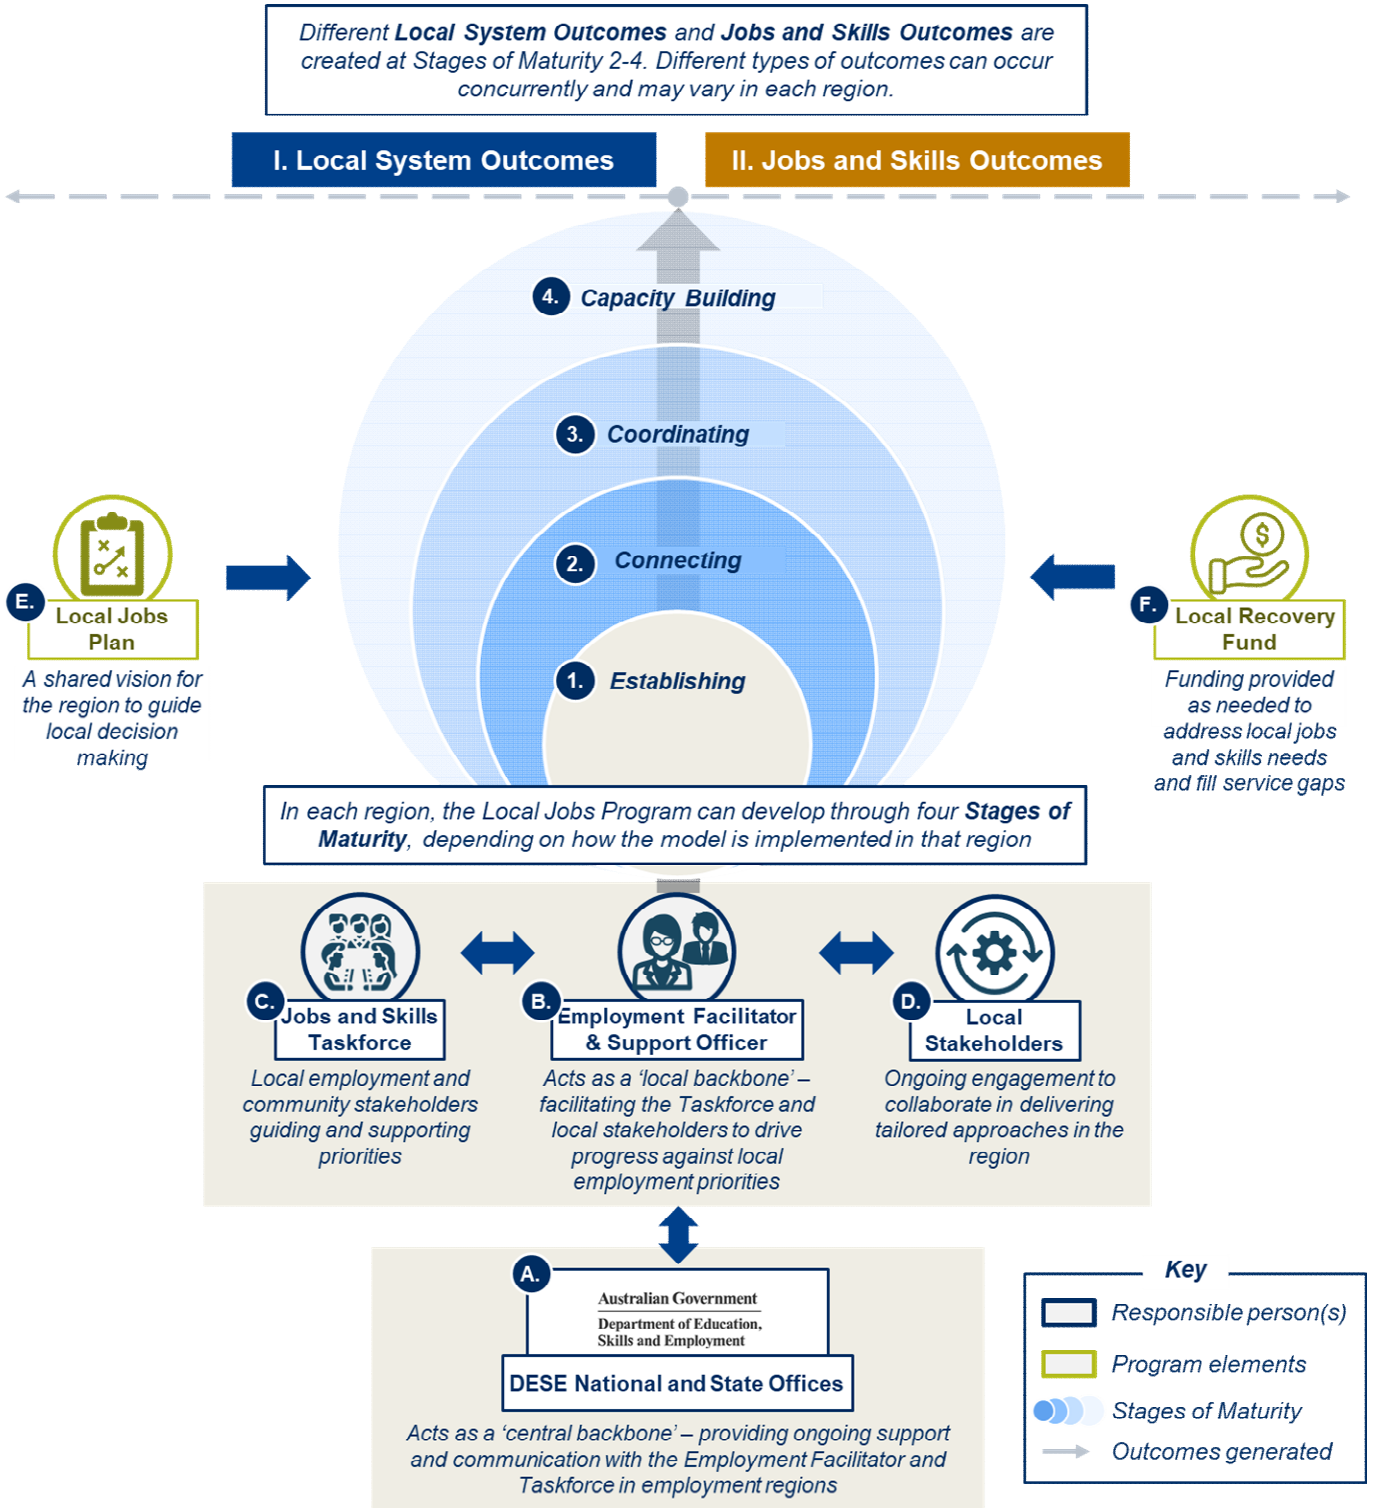 Different Local System Outcomes and Jobs and Skills Outcomes are
created at Stages of Maturity 2-4. Different types of outcomes can occur
concurrently and may vary in each region.
I. Local System Outcomes
II. Jobs and Skills Outcomes
4. Capacity Building
3. Coordinating
2. Connecting
1. Establishing
E.
Local Jobs
Plan
A shared vision for
the region to guide
local decision
making
F.
Local Recovery
Fund
Funding provided
as needed to
address local jobs
and skills needs
and fill service gaps
In each region, the Local Jobs Program can develop through four Stages of
Maturity, depending on how the model is implemented in that region
C.
Jobs and Skills
Taskforce
Local employment and
community stakeholders
guiding and supporting
priorities
B.
Employment Facilitator
& Support Officer
Acts as a ‘local backbone’ –
facilitating the Taskforce and
local stakeholders to drive
progress against local
employment priorities
D.
Local
Stakeholders
Ongoing engagement to
collaborate in delivering
tailored approaches in the
region
A.
Australian Government
Department of Education,
Skills and Employment
DESE National and State Offices
Acts as a ‘central backbone’ – providing ongoing support
and communication with the Employment Facilitator and
Taskforce in employment regions
Key
Responsible person(s)
Program elements
Stages of Maturity
Outcomes generated